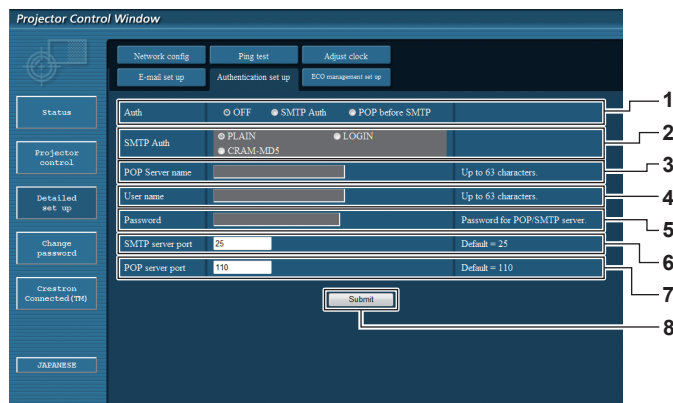 Projector Control Window
Network config Ping test Adjust clock
E-mail set up Authentication set up ECO management set up
Status
Projector control
Detailed set up
Change password
Crestron Connected(TM)
JAPANESE
Auth OFF SMTP Auth POP before SMTP 1
SMTP Auth PLAIN LOGIN CRAM-MD5 2
POP Server name Up to 63 characters. 3
User name Up to 63 characters. 4
Password Password for POP/SMTP server. 5
SMTP server port 25 Default = 25 6
POP server port 110 Default = 110 7
Submit 8